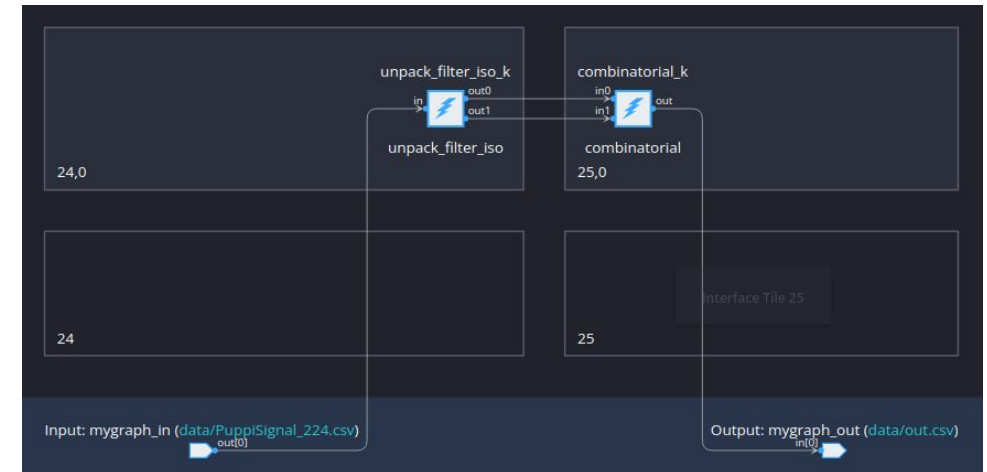 unpack_filter_iso_k
combinatorial_k
in
out0
out1
in0
in1
out
unpack_filter_iso
combinatorial
24,0
25,0
Interface Tile 25
24
25
Input: mygraph_in (data/PuppiSignal_224.csv)
out[0]
Output: mygraph_out (data/out.csv)
in[0]